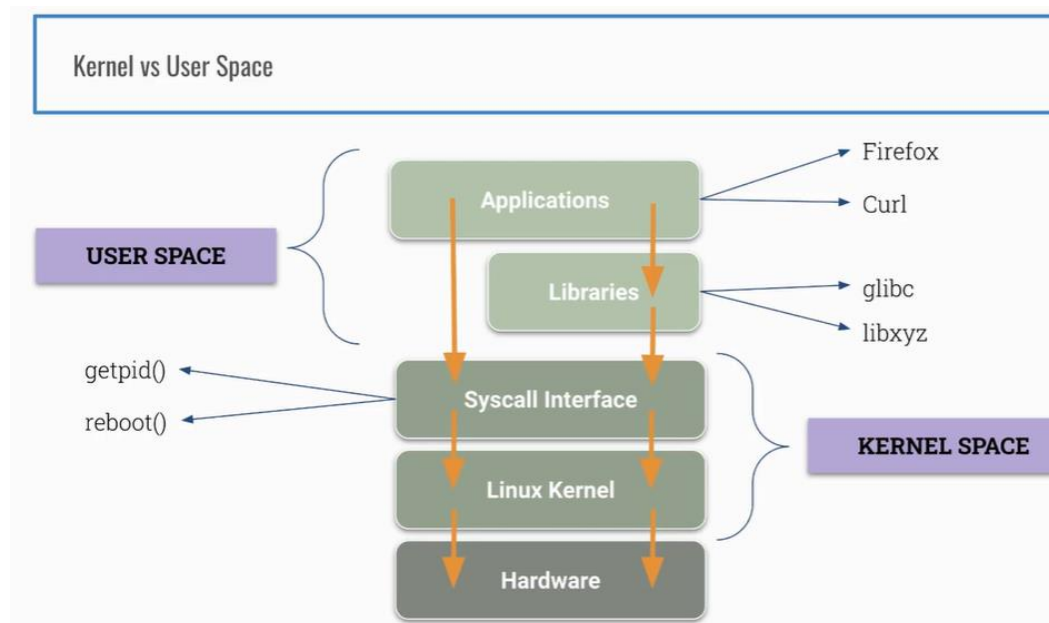 Kernel vs User Space
Applications
Firefox
Curl
USER SPACE
Libraries
glibc
libxyz
getpid()
reboot()
Syscall Interface
KERNEL SPACE
Linux Kernel
Hardware